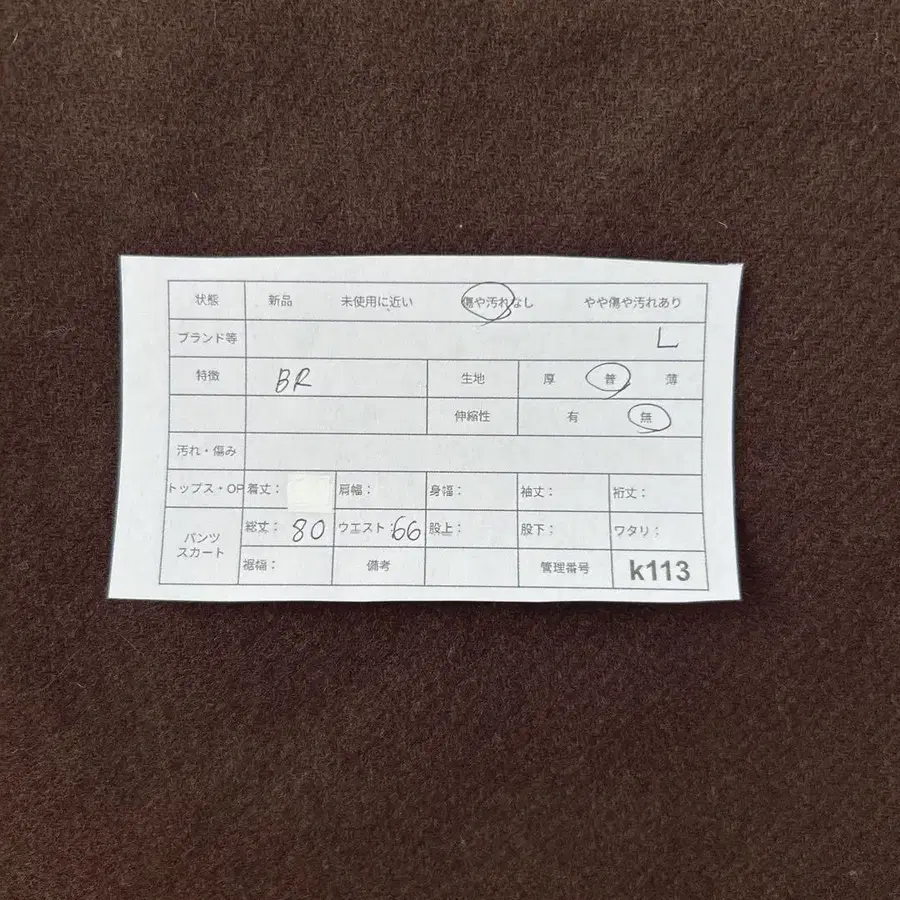 状態 新品 未使用に近い 傷や汚れなし やや傷や汚れあり
ブランド等 L
特徴 BR 生地 厚 普 薄
伸縮性 有 無
汚れ・傷み
トップス・OP 着丈： 肩幅： 身幅： 袖丈： 裄丈：
パンツ スカート 総丈： 80 ウエスト：66 股上： 股下： ワタリ：
裾幅： 備考 管理番号 k113